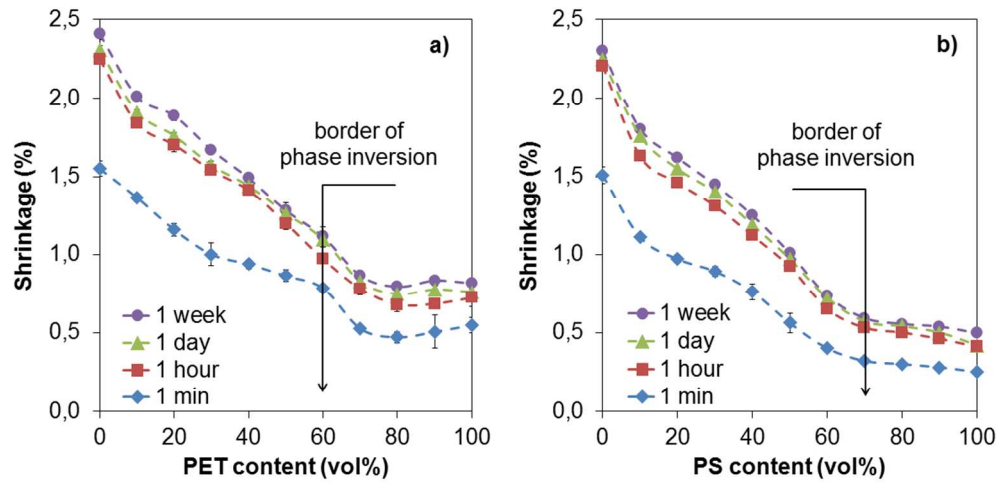 2,5
2,0
1,5
1,0
0,5
0,0
Shrinkage (%)
a)
border of
phase inversion
1 week
1 day
1 hour
1 min
0 20 40 60 80 100
PET content (vol%)
2,5
2,0
1,5
1,0
0,5
0,0
Shrinkage (%)
b)
border of
phase inversion
1 week
1 day
1 hour
1 min
0 20 40 60 80 100
PS content (vol%)